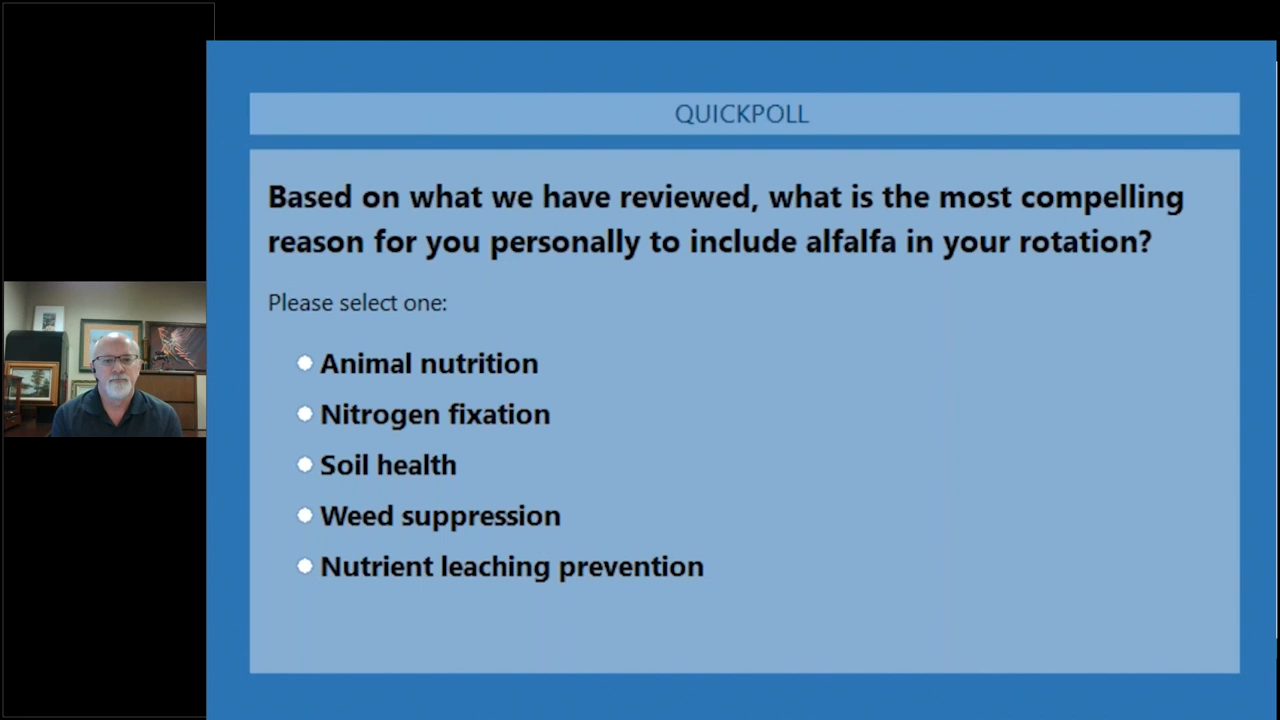 QUICKPOLL
Based on what we have reviewed, what is the most compelling
reason for you personally to include alfalfa in your rotation?
Please select one:
Animal nutrition
Nitrogen fixation
Soil health
Weed suppression
Nutrient leaching prevention